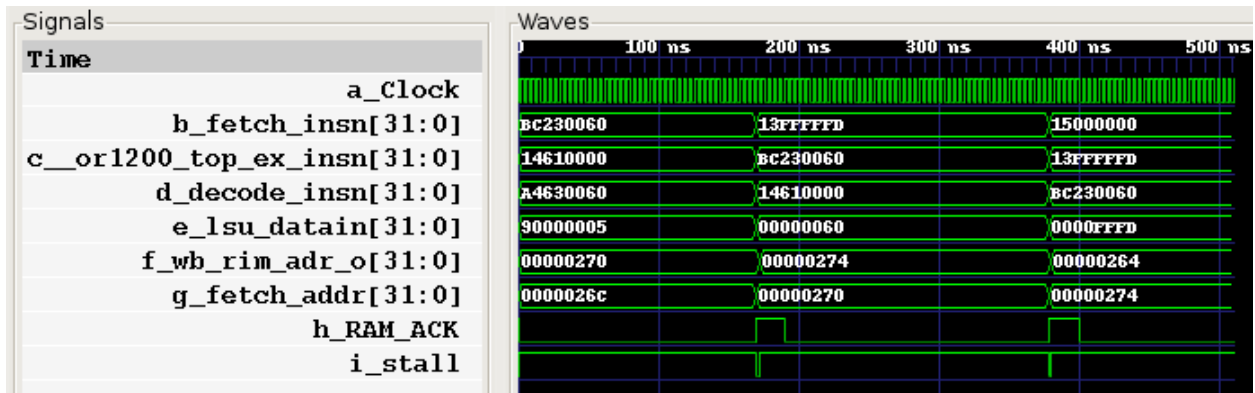 Signals Waves
Time 0 100 ns 200 ns 300 ns 400 ns 500 ns
a_Clock
b_fetch_insn[31:0] BC230060 13FFFFFD 15000000
c__or1200_top_ex_insn[31:0] 14610000 BC230060 13FFFFFD
d_decode_insn[31:0] A4630060 14610000 BC230060
e_lsu_datain[31:0] 90000005 00000060 0000FFFD
f_wb_rim_adr_o[31:0] 00000270 00000274 00000264
g_fetch_addr[31:0] 0000026c 00000270 00000274
h_RAM_ACK
i_stall